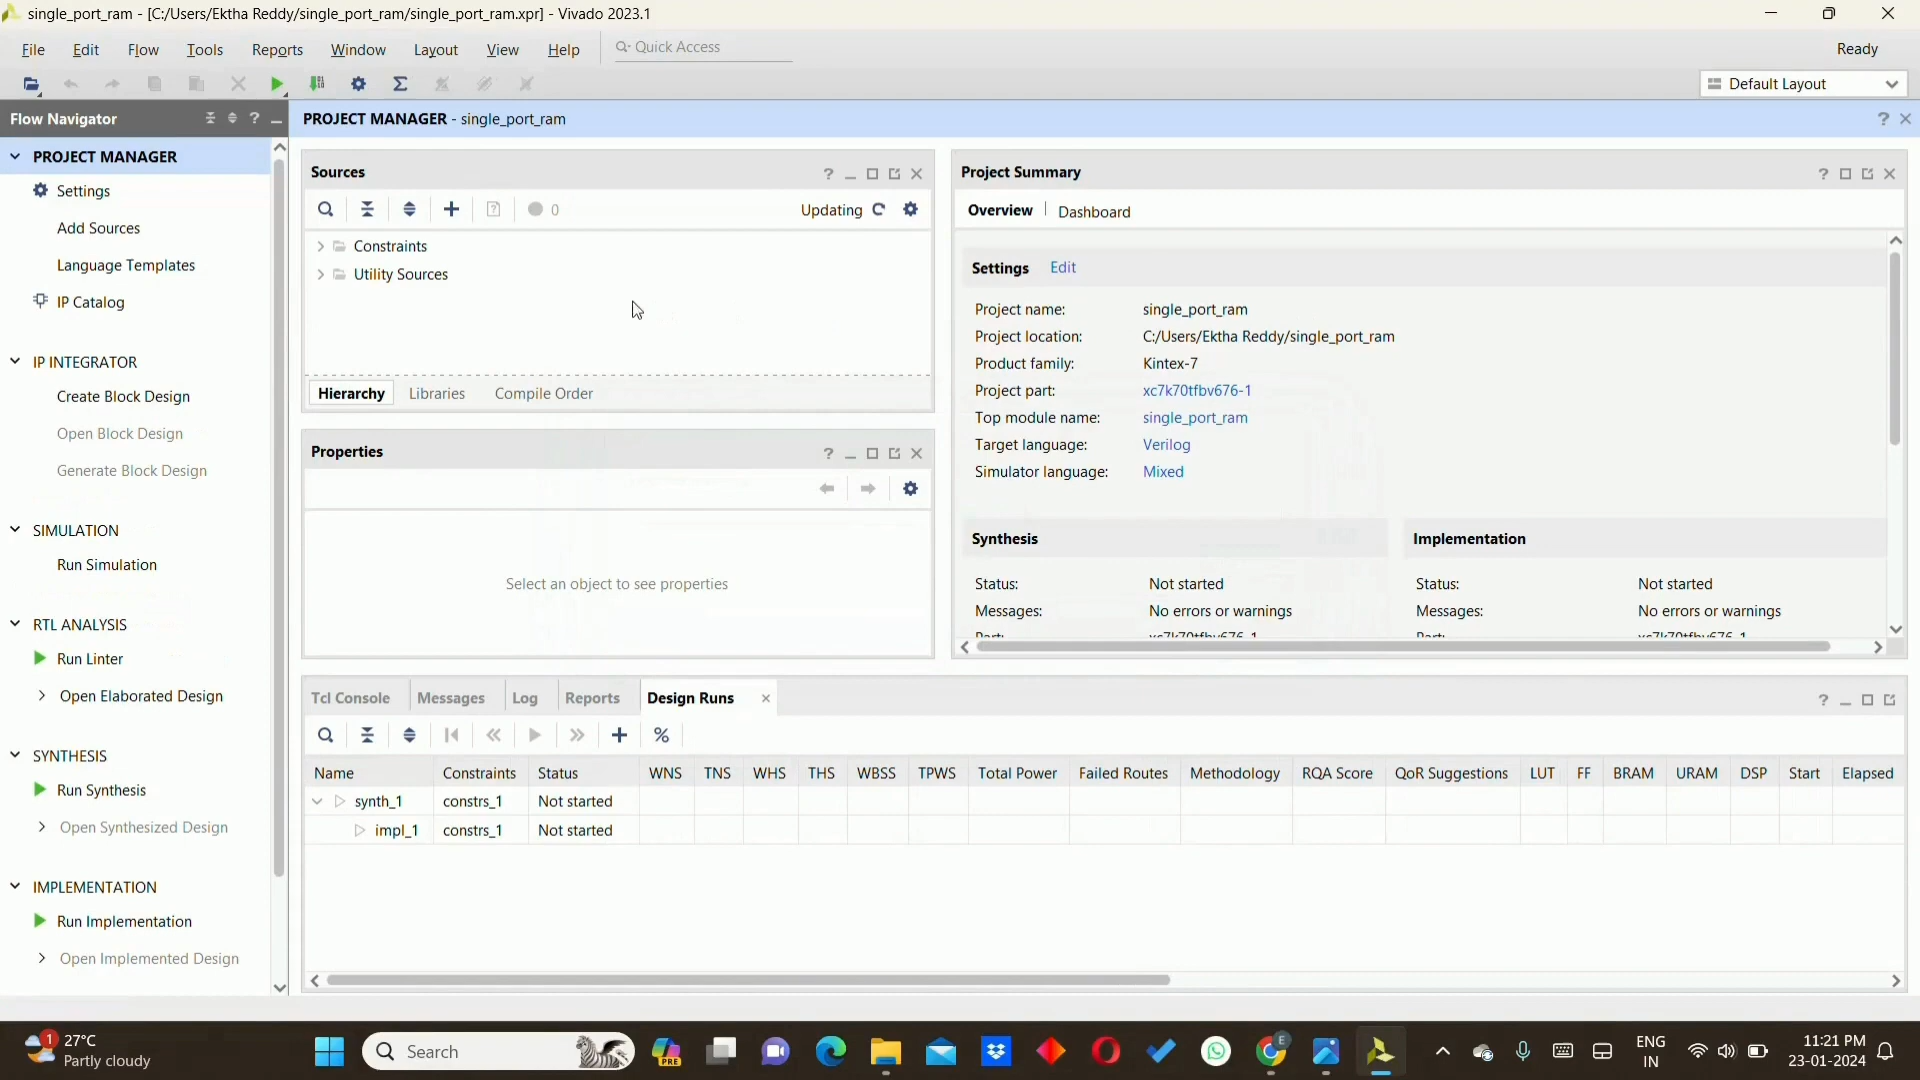 single_port_ram - [C:/Users/Ektha Reddy/single_port_ram/single_port_ram.xpr] - Vivado 2023.1
File Edit Flow Tools Reports Window Layout View Help Quick Access Ready
Default Layout
Flow Navigator
PROJECT MANAGER - single_port_ram
PROJECT MANAGER
Settings
Add Sources
Language Templates
IP Catalog
IP INTEGRATOR
Create Block Design
Open Block Design
Generate Block Design
SIMULATION
Run Simulation
RTL ANALYSIS
Run Linter
Open Elaborated Design
SYNTHESIS
Run Synthesis
Open Synthesized Design
IMPLEMENTATION
Run Implementation
Open Implemented Design
Sources
0 Updating
Constraints
Utility Sources
Hierarchy Libraries Compile Order
Properties
Select an object to see properties
Project Summary
Overview Dashboard
Settings Edit
Project name: single_port_ram
Project location: C:/Users/Ektha Reddy/single_port_ram
Product family: Kintex-7
Project part: xc7k70tfbv676-1
Top module name: single_port_ram
Target language: Verilog
Simulator language: Mixed
Synthesis Implementation
Status: Not started Status: Not started
Messages: No errors or warnings Messages: No errors or warnings
Part: xc7k70tfbv676-1 Part: xc7k70tfbv676-1
Tcl Console Messages Log Reports Design Runs
%
Name Constraints Status WNS TNS WHS THS WBSS TPWS Total Power Failed Routes Methodology RQA Score QoR Suggestions LUT FF BRAM URAM DSP Start Elapsed
synth_1 constrs_1 Not started
impl_1 constrs_1 Not started
1 27°C
Partly cloudy
Search
PRE
E
ENG
IN
11:21 PM
23-01-2024